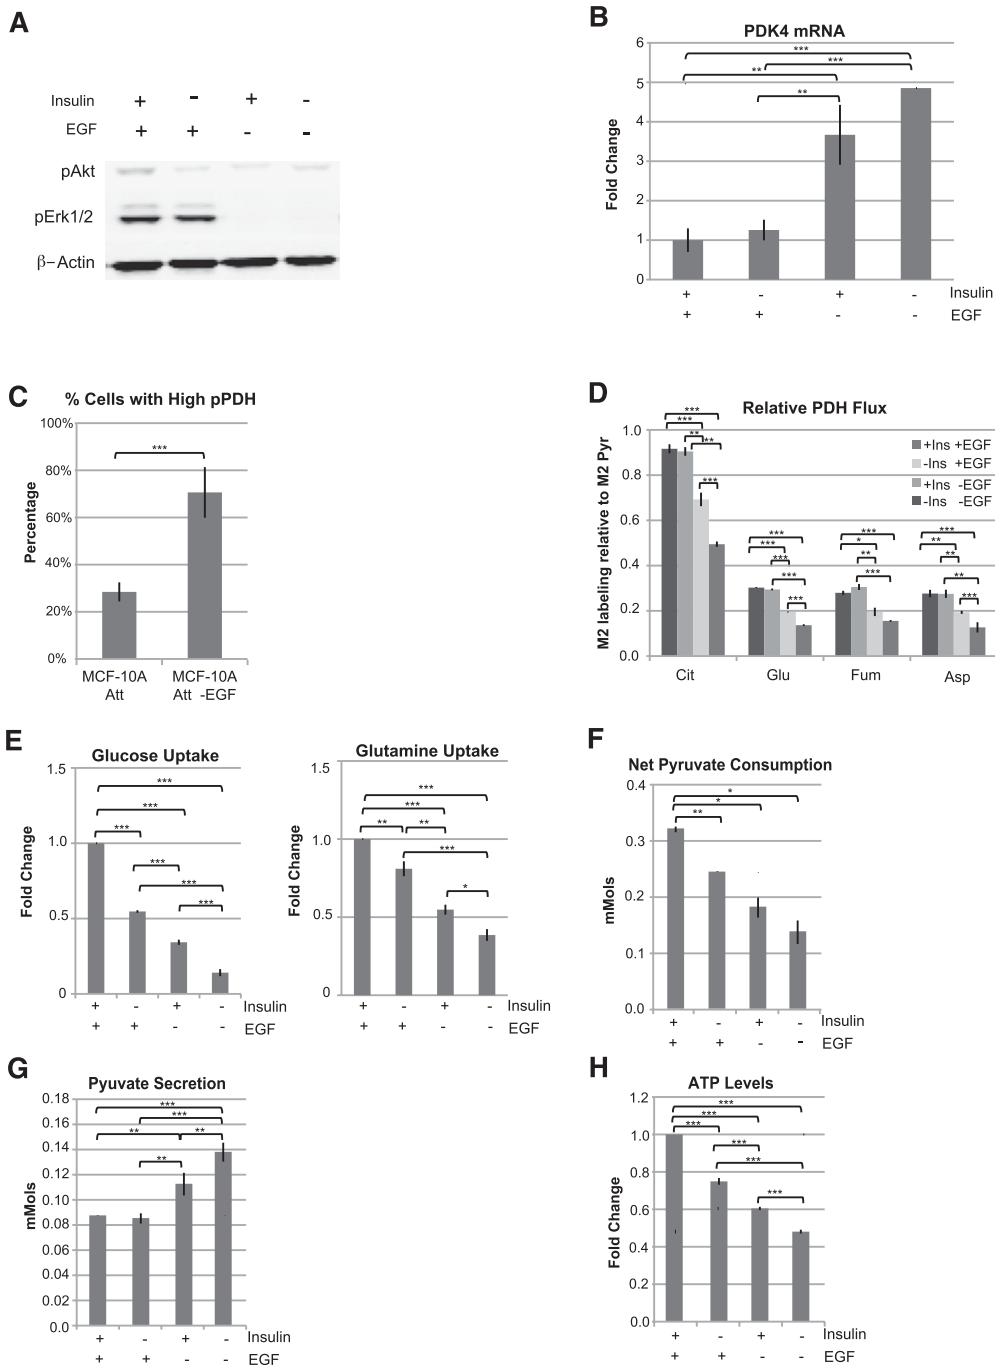 A
Insulin + - + -
EGF + + - -
pAkt
pErk1/2
β-Actin
B
PDK4 mRNA
Fold Change
6
5
4
3
2
1
0
***
***
**
**
+ - + - Insulin
+ + - - EGF
C
% Cells with High pPDH
Percentage
100%
80%
60%
40%
20%
0%
***
MCF-10A MCF-10A
Att Att -EGF
D
Relative PDH Flux
M2 labeling relative to M2 Pyr
1.0
0.8
0.6
0.4
0.2
0.0
+Ins +EGF
-Ins +EGF
+Ins -EGF
-Ins -EGF
***
***
**
**
***
***
***
***
***
***
***
*
**
***
***
**
**
**
***
Cit Glu Fum Asp
E
Glucose Uptake
Fold Change
1.5
1.0
0.5
0
***
***
***
***
***
***
+ - + - Insulin
+ + - - EGF
Glutamine Uptake
Fold Change
1.5
1.0
0.5
0
***
***
** **
***
*
+ - + - Insulin
+ + - - EGF
F
Net Pyruvate Consumption
mMols
0.4
0.3
0.2
0.1
0.0
*
*
**
+ - + - Insulin
+ + - - EGF
G
Pyuvate Secretion
mMols
0.18
0.16
0.14
0.12
0.10
0.08
0.06
0.04
0.02
0.0
***
***
** **
**
+ - + - Insulin
+ + - - EGF
H
ATP Levels
Fold Change
1.2
1.0
0.8
0.6
0.4
0.2
0.0
***
***
***
***
***
***
+ - + - Insulin
+ + - - EGF